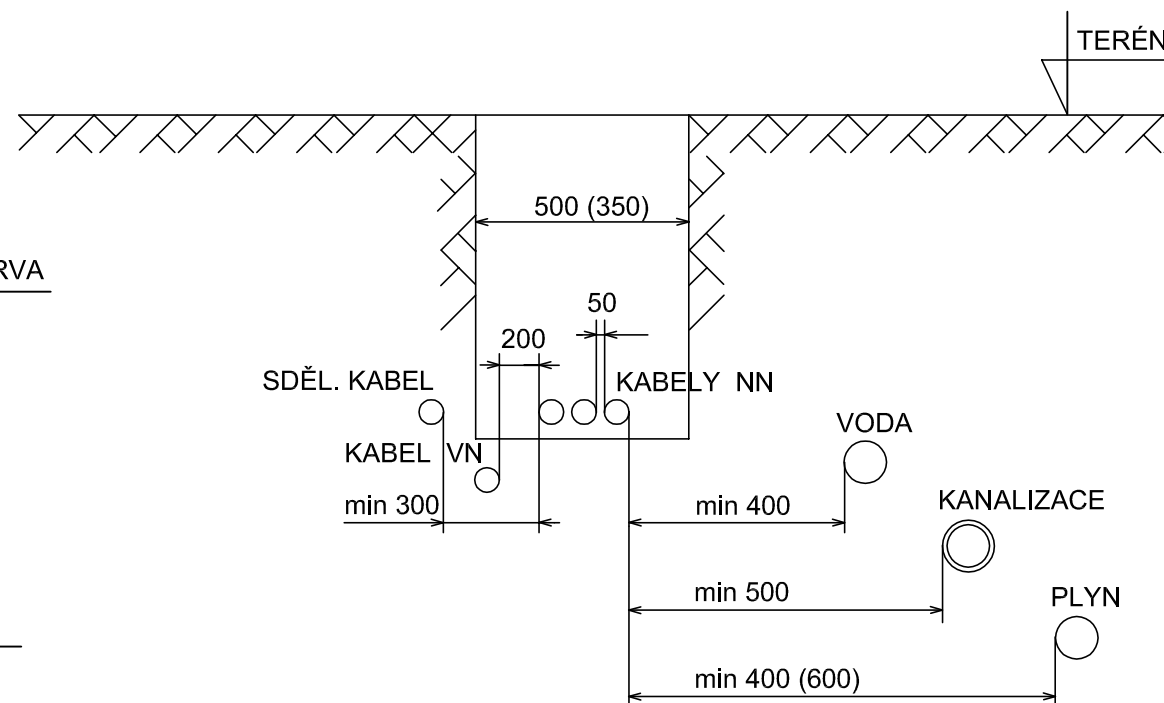 TERÉN
500 (350)
RVA
50
200
SDĚL. KABEL
KABELY NN
VODA
KABEL VN
min 300
min 400
KANALIZACE
min 500
PLYN
min 400 (600)